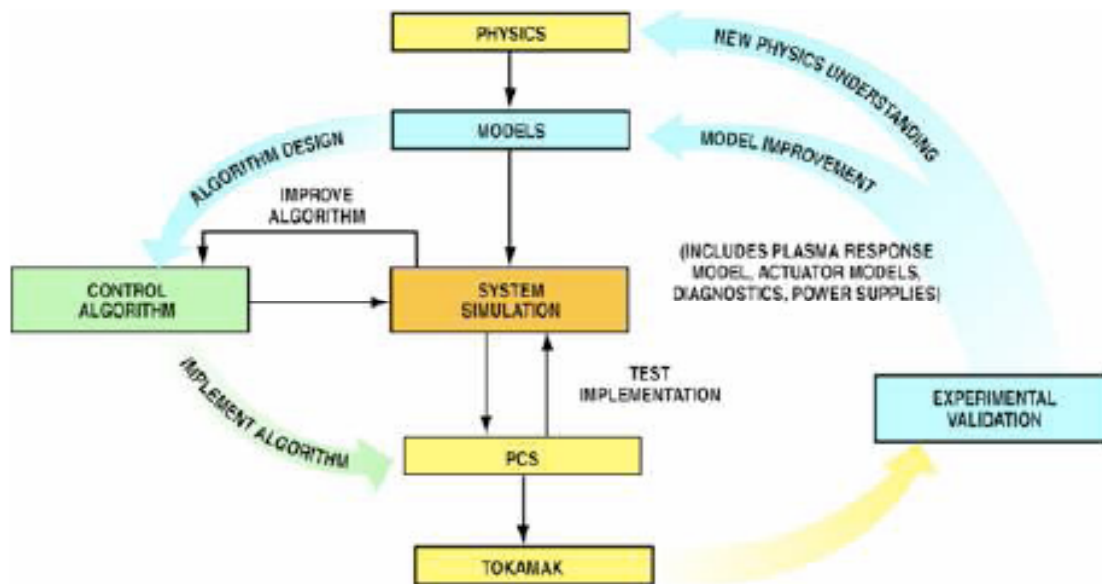 PHYSICS
NEW PHYSICS UNDERSTANDING
MODELS
MODEL IMPROVEMENT
ALGORITHM DESIGN
IMPROVE
ALGORITHM
(INCLUDES PLASMA RESPONSE
MODEL, ACTUATOR MODELS,
DIAGNOSTICS, POWER SUPPLIES)
CONTROL
ALGORITHM
SYSTEM
SIMULATION
IMPLEMENT ALGORITHM
TEST
IMPLEMENTATION
EXPERIMENTAL
VALIDATION
PCS
TOKAMAK